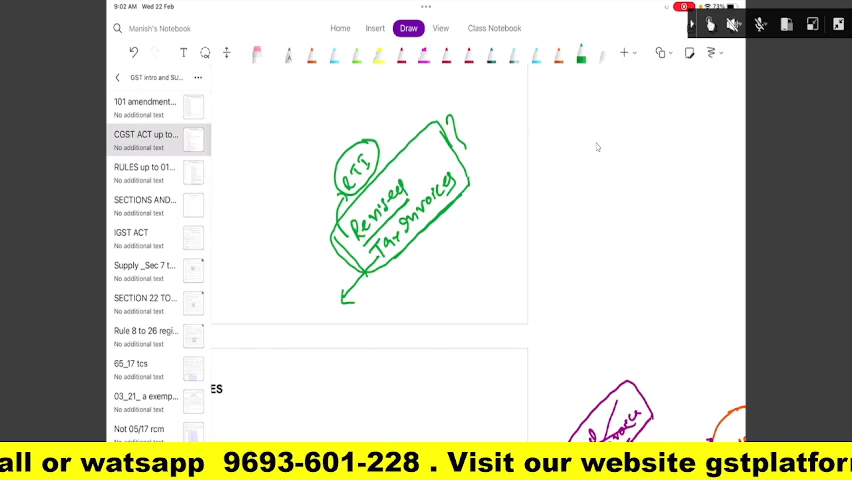 9:02 AM Wed 22 Feb
73%
Manish's Notebook
Home Insert Draw View Class Notebook
GST intro and SU...
101 amendment...
No additional text
CGST ACT up to...
No additional text
RULES up to 01...
No additional text
SECTIONS AND...
No additional text
IGST ACT
No additional text
Supply _Sec 7 t...
No additional text
SECTION 22 TO...
No additional text
Rule 8 to 26 regi...
No additional text
65_17 tcs
No additional text
03_21_ a exemp...
No additional text
Not 05/17 rcm
No additional text
RTI
Revised
Tax Invoices
ES
all or watsapp 9693-601-228 . Visit our website gstplatfor